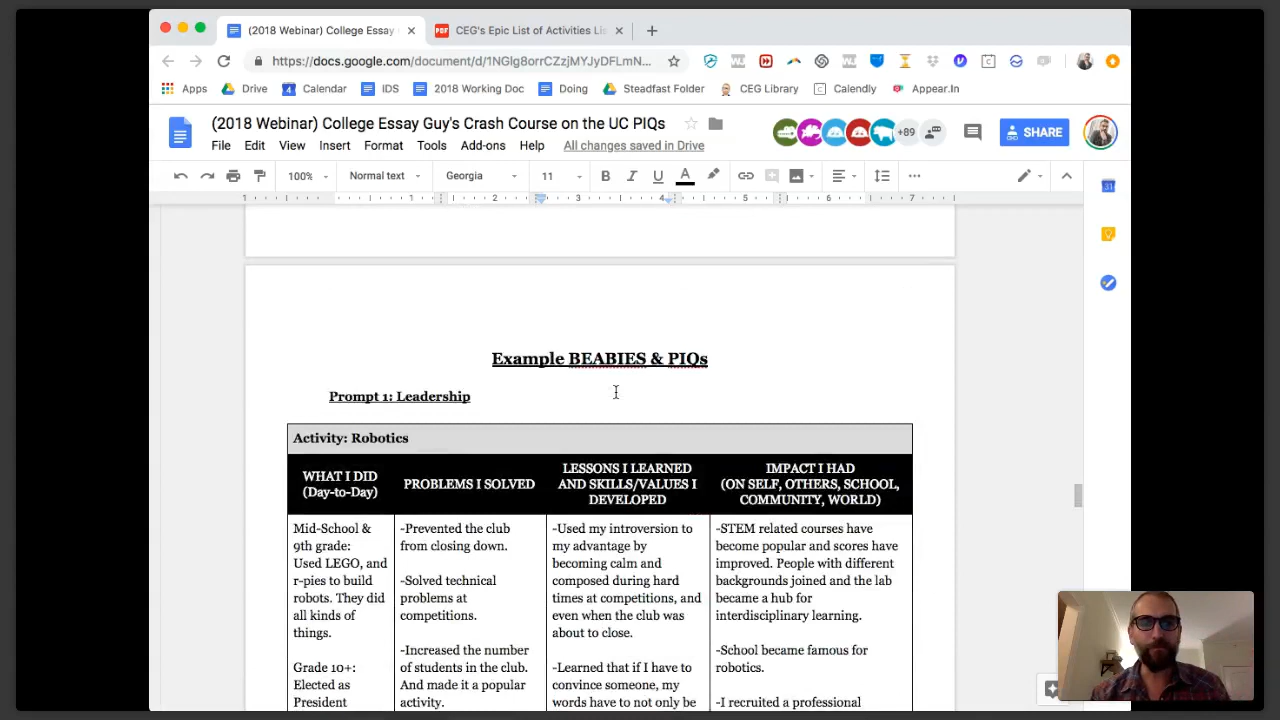 (2018 Webinar) College Essay
CEG's Epic List of Activities Lis
https://docs.google.com/document/d/1NGlg8orrCZzjMYJyDFLmN...
Apps
Drive
Calendar
IDS
2018 Working Doc
Doing
Steadfast Folder
CEG Library
Calendly
Appear.In
(2018 Webinar) College Essay Guy's Crash Course on the UC PIQs
+89
SHARE
File Edit View Insert Format Tools Add-ons Help All changes saved in Drive
100% Normal text Georgia 11
1 1 2 3 4 5 6 7
Example BEABIES & PIQs
Prompt 1: Leadership
Activity: Robotics
WHAT I DID
(Day-to-Day)
PROBLEMS I SOLVED
LESSONS I LEARNED
AND SKILLS/VALUES I
DEVELOPED
IMPACT I HAD
(ON SELF, OTHERS, SCHOOL,
COMMUNITY, WORLD)
Mid-School &
9th grade:
Used LEGO, and
r-pies to build
robots. They did
all kinds of
things.
Grade 10+:
Elected as
President
-Prevented the club
from closing down.
-Solved technical
problems at
competitions.
-Increased the number
of students in the club.
And made it a popular
activity.
-Used my introversion to
my advantage by
becoming calm and
composed during hard
times at competitions, and
even when the club was
about to close.
-Learned that if I have to
convince someone, my
words have to not only be
-STEM related courses have
become popular and scores have
improved. People with different
backgrounds joined and the lab
became a hub for
interdisciplinary learning.
-School became famous for
robotics.
-I recruited a professional